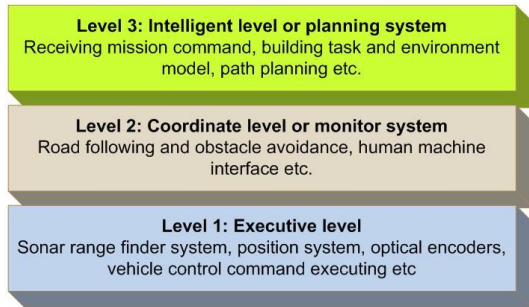 Level 3: Intelligent level or planning system
Receiving mission command, building task and environment
model, path planning etc.
Level 2: Coordinate level or monitor system
Road following and obstacle avoidance, human machine
interface etc.
Level 1: Executive level
Sonar range finder system, position system, optical encoders,
vehicle control command executing etc